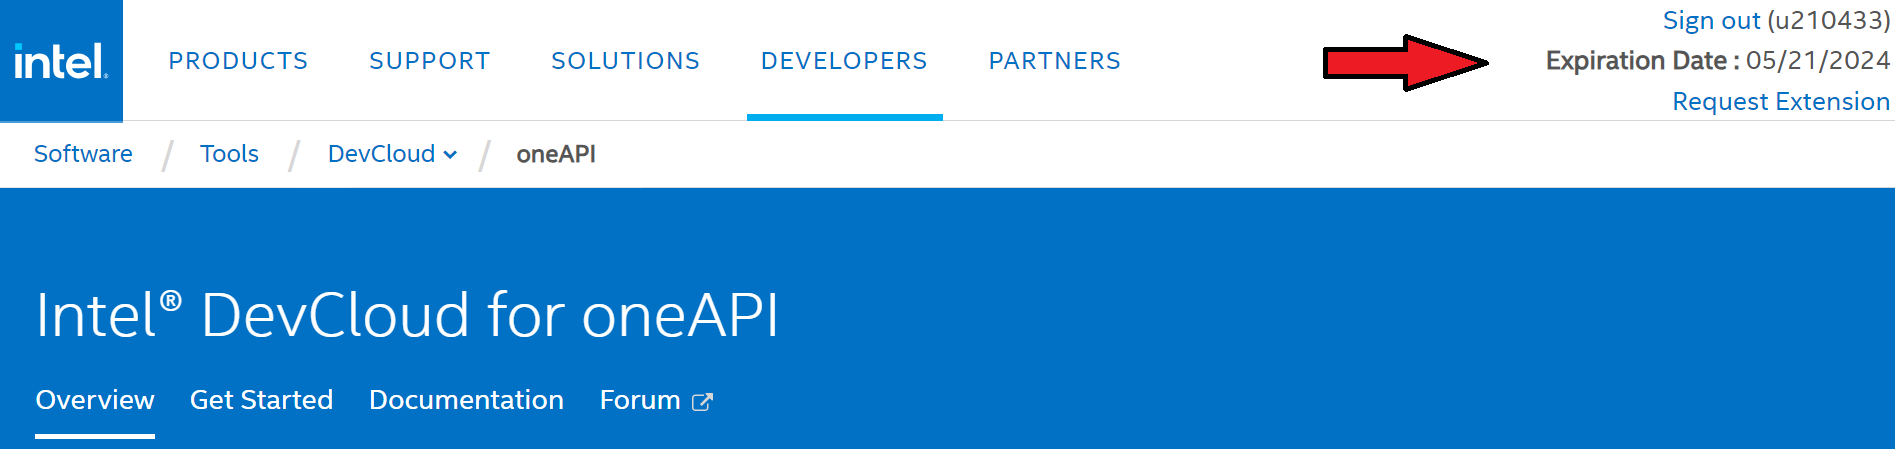 intel.
PRODUCTS SUPPORT SOLUTIONS DEVELOPERS PARTNERS
Sign out (u210433)
Expiration Date : 05/21/2024
Request Extension
Software / Tools / DevCloud / oneAPI
Intel® DevCloud for oneAPI
Overview Get Started Documentation Forum